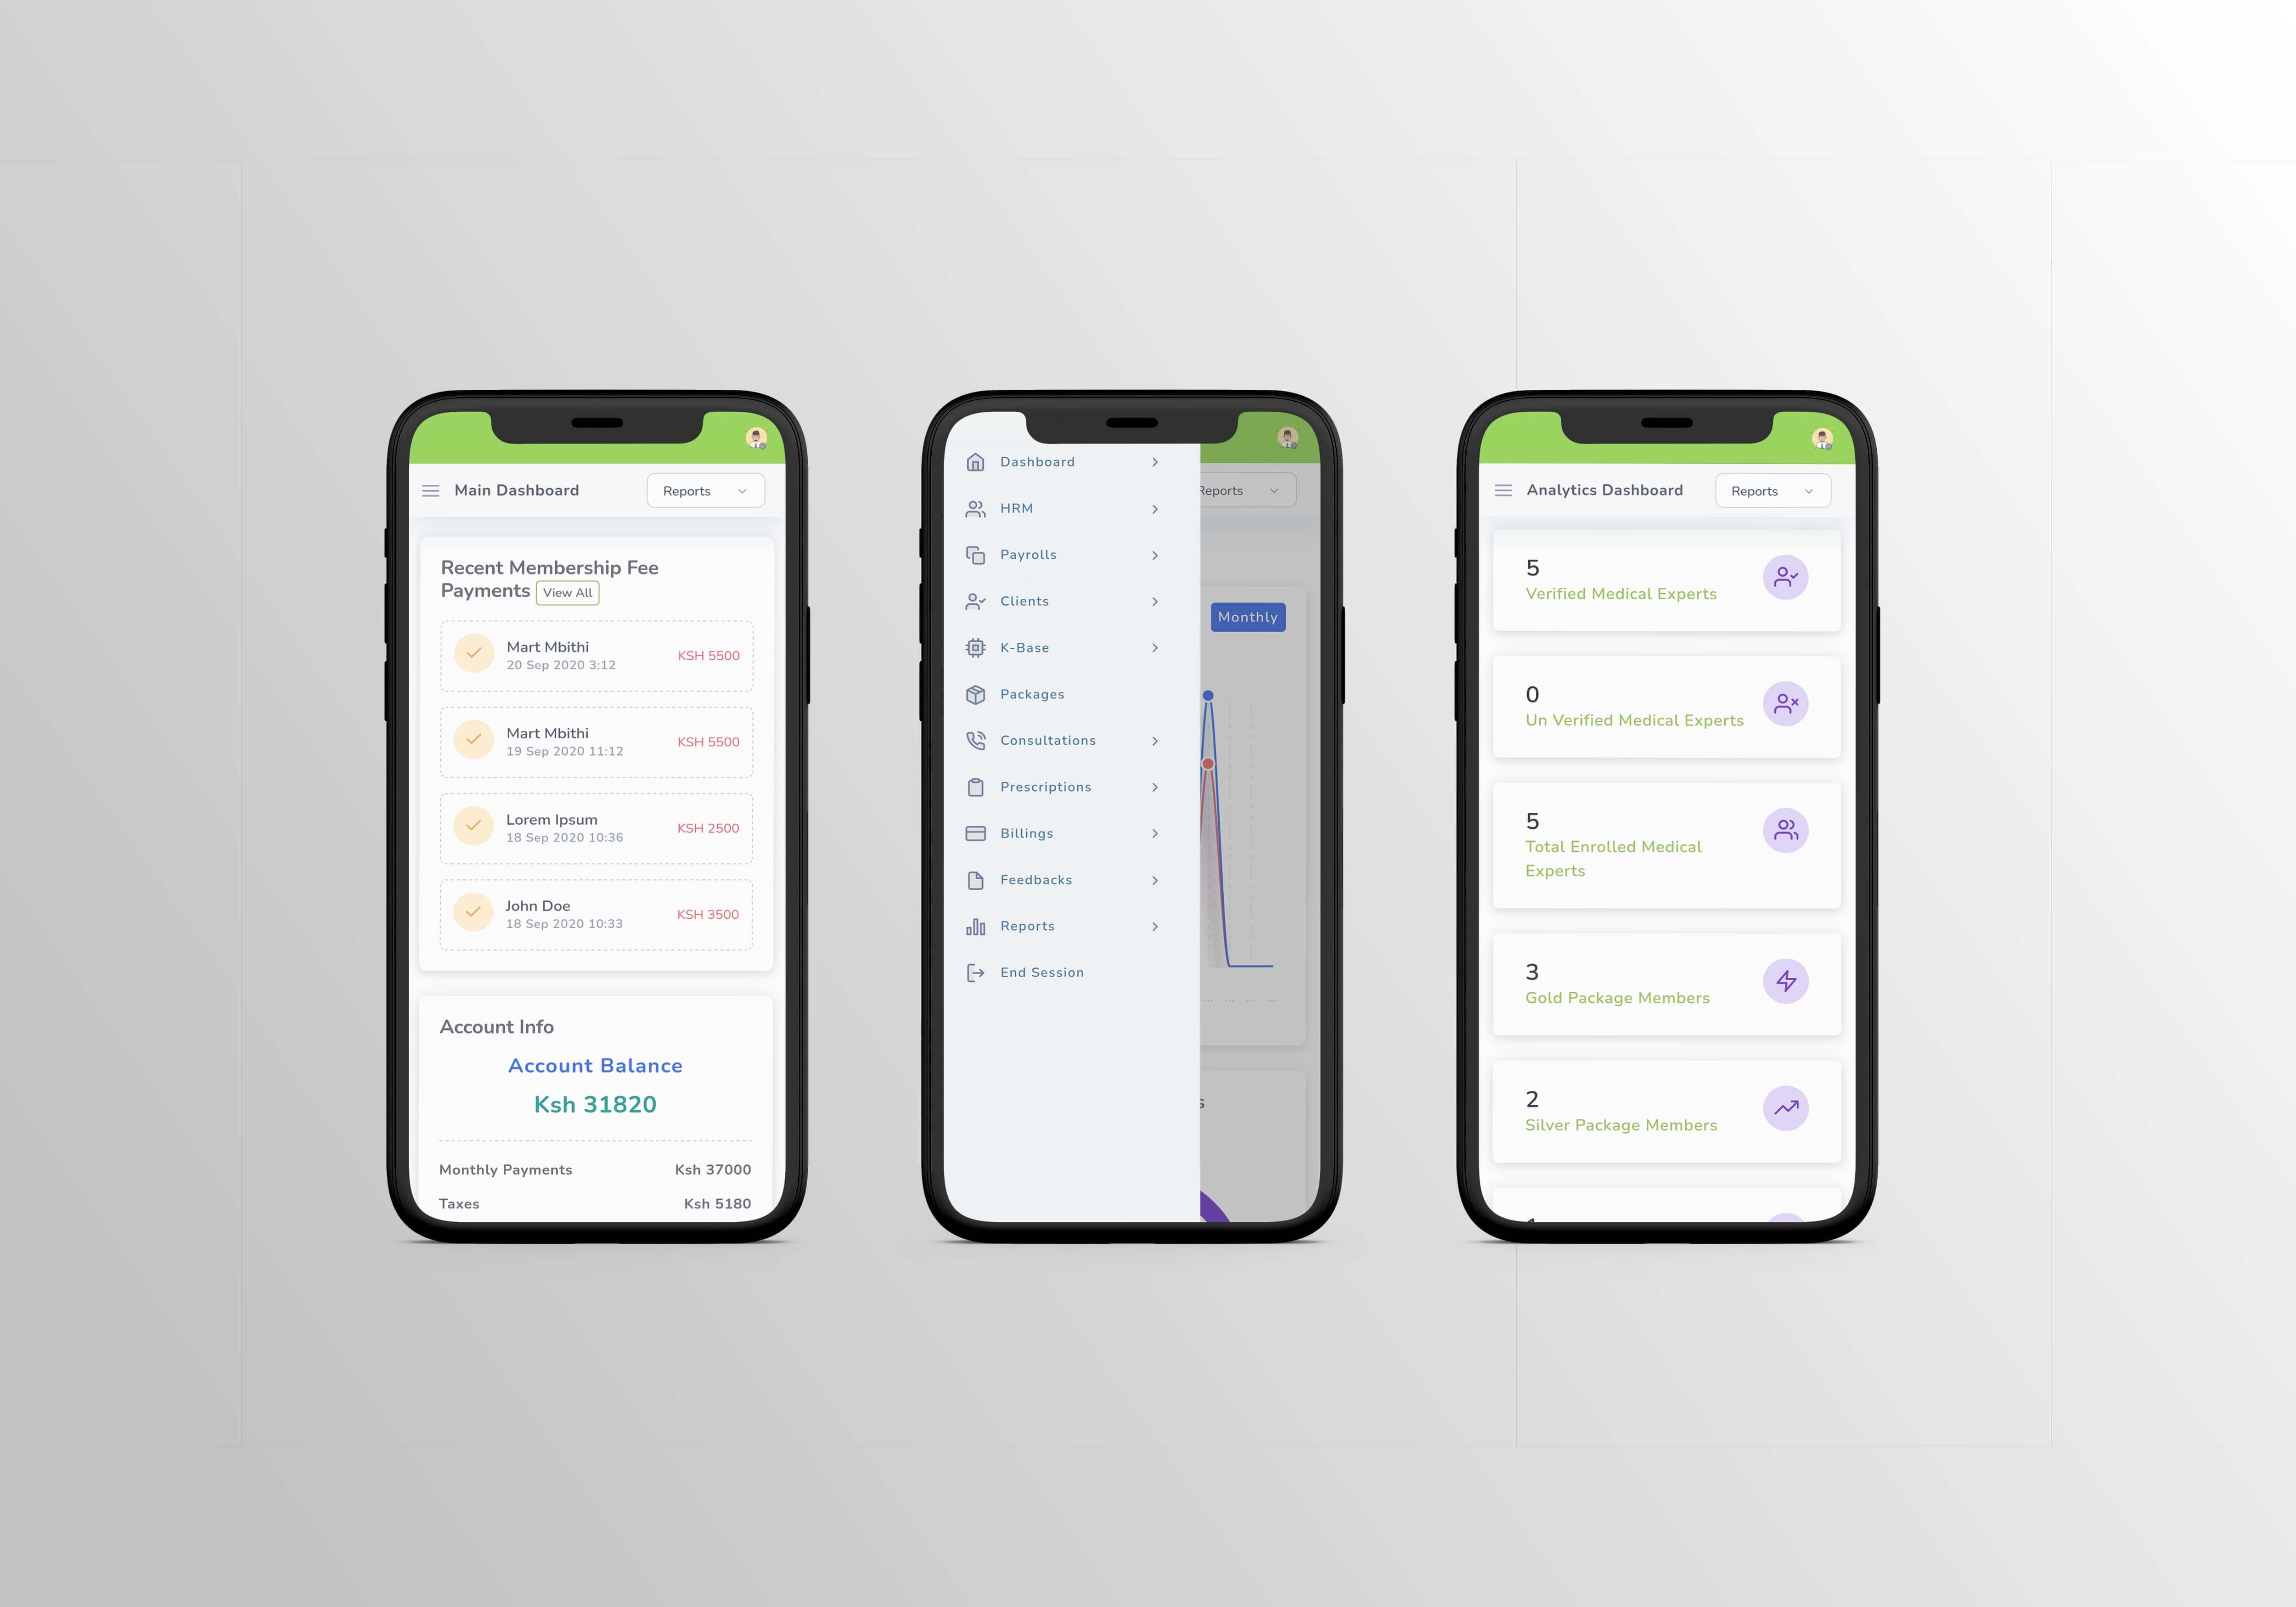 Main Dashboard
Reports
Recent Membership Fee
Payments View All
Mart Mbithi
20 Sep 2020 3:12
KSH 5500
Mart Mbithi
19 Sep 2020 11:12
KSH 5500
Lorem Ipsum
18 Sep 2020 10:36
KSH 2500
John Doe
18 Sep 2020 10:33
KSH 3500
Account Info
Account Balance
Ksh 31820
Monthly Payments Ksh 37000
Taxes Ksh 5180
Dashboard
HRM
Payrolls
Clients
K-Base
Packages
Consultations
Prescriptions
Billings
Feedbacks
Reports
End Session
Reports
Monthly
Analytics Dashboard
Reports
5
Verified Medical Experts
0
Un Verified Medical Experts
5
Total Enrolled Medical
Experts
3
Gold Package Members
2
Silver Package Members